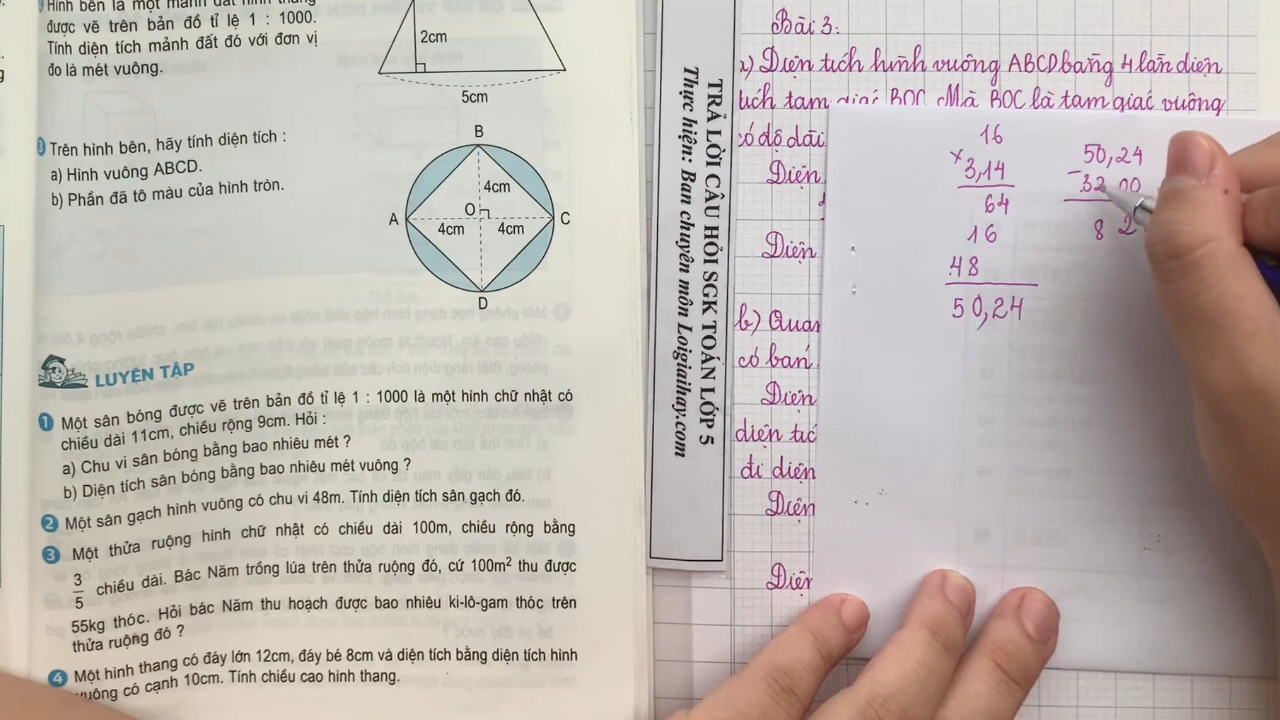 Hình bên là một mảnh đất hình thang
được vẽ trên bản đồ tỉ lệ 1 : 1000.
Tính diện tích mảnh đất đó với đơn vị
đo là mét vuông.
2cm
5cm
Trên hình bên, hãy tính diện tích :
a) Hình vuông ABCD.
b) Phần đã tô màu của hình tròn.
B
4cm
A
O
C
4cm
4cm
D
LUYỆN TẬP
1 Một sân bóng được vẽ trên bản đồ tỉ lệ 1 : 1000 là một hình chữ nhật có
chiều dài 11cm, chiều rộng 9cm. Hỏi :
a) Chu vi sân bóng bằng bao nhiêu mét ?
b) Diện tích sân bóng bằng bao nhiêu mét vuông ?
2 Một sân gạch hình vuông có chu vi 48m. Tính diện tích sân gạch đó.
3 Một thửa ruộng hình chữ nhật có chiều dài 100m, chiều rộng bằng
3/5 chiều dài. Bác Năm trồng lúa trên thửa ruộng đó, cứ 100m² thu được
55kg thóc. Hỏi bác Năm thu hoạch được bao nhiêu ki-lô-gam thóc trên
thửa ruộng đó ?
4 Một hình thang có đáy lớn 12cm, đáy bé 8cm và diện tích bằng diện tích hình
vuông có cạnh 10cm. Tính chiều cao hình thang.
TRẢ LỜI CÂU HỎI SGK TOÁN LỚP 5
Thực hiện: Ban chuyên môn Loigiaihay.com
Bài 3:
a) Diện tích hình vuông ABCD bằng 4 lần diện
tích tam giác BOC. Mà BOC là tam giác vuông
có độ dài
Diện
Diện
b) Quan
có bán
Diện
diện tíc
đi diện
Diện
Diện
16
× 3,14
64
16
48
50,24
50,24
- 32 00
8 2